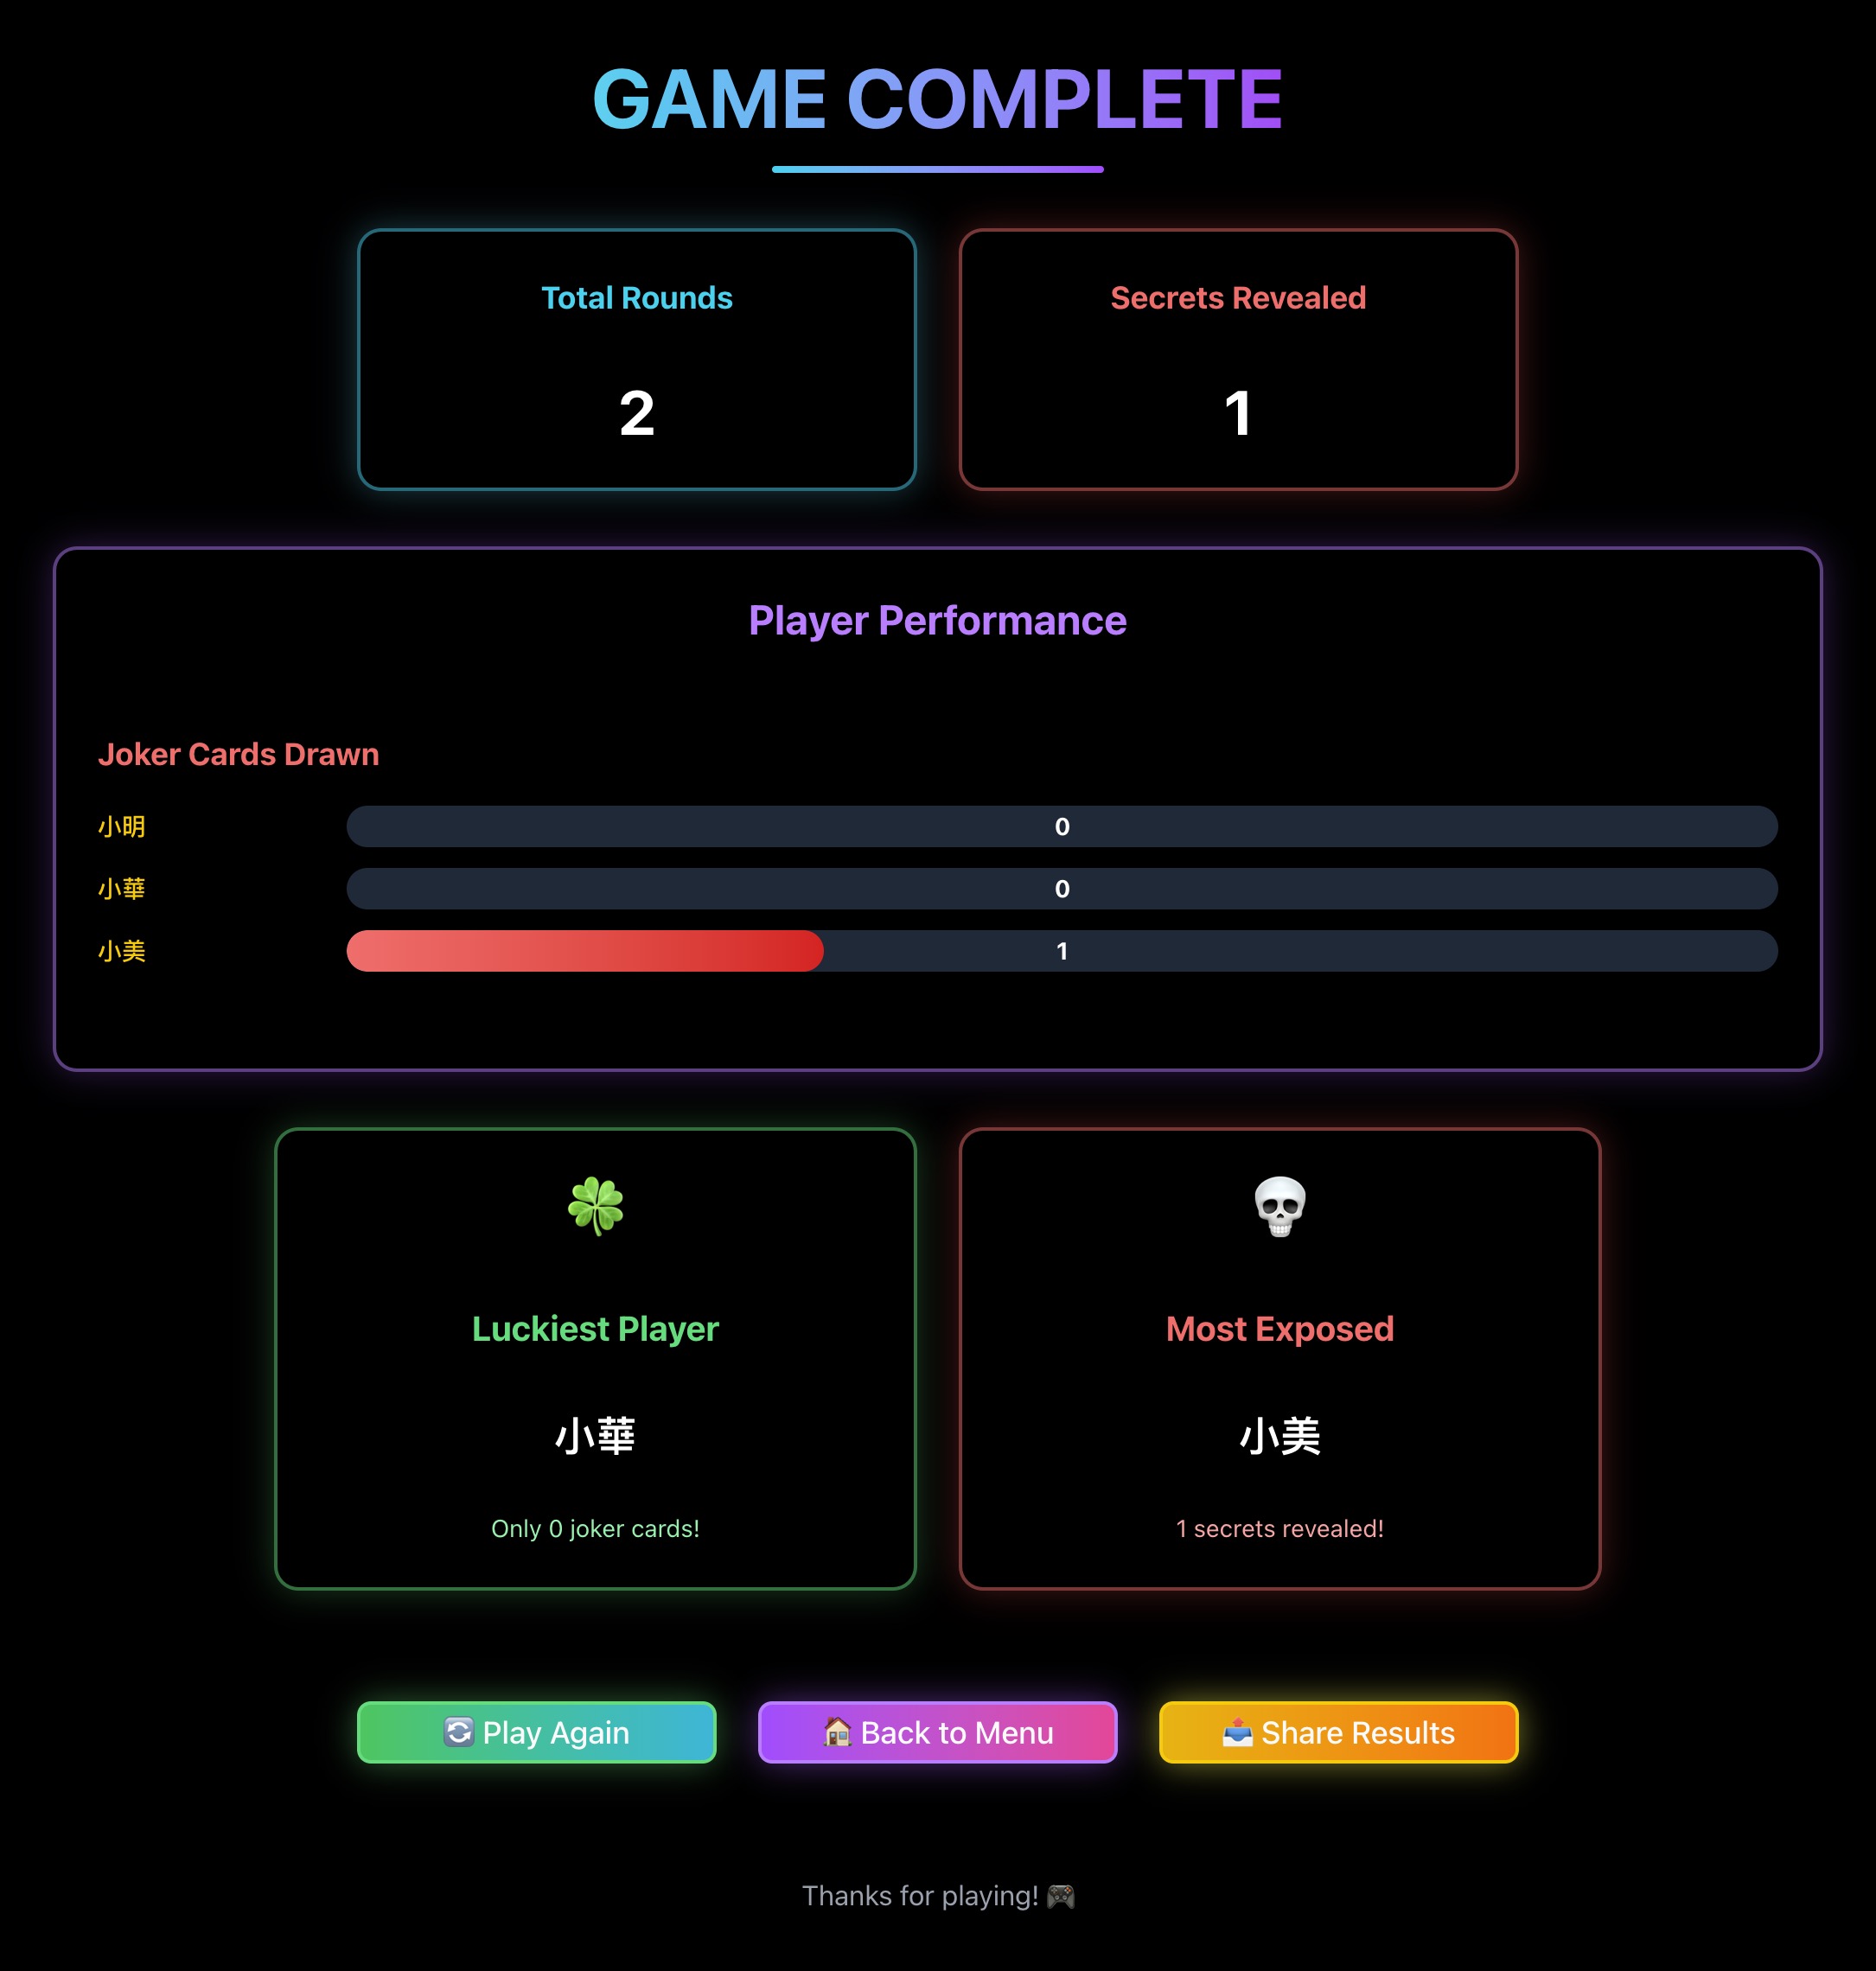 GAME COMPLETE
Total Rounds
2
Secrets Revealed
1
Player Performance
Joker Cards Drawn
小明
0
小華
0
小美
1
Luckiest Player
小華
Only 0 joker cards!
Most Exposed
小美
1 secrets revealed!
Play Again
Back to Menu
Share Results
Thanks for playing!